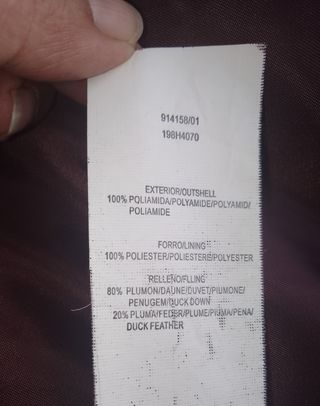 914158/01
198H4070
EXTERIOR/OUTSHELL
100% POLIAMIDA/POLYAMIDE/POLYAMID/
POLIAMIDE
FORRO/LINING
100% POLIESTER/POLIESTERE/POLYESTER
RELLENO/FLLING
80% PLUMON/DAUNE/DUVET/PIUMONE/
PENUGEM/DUCK DOWN
20% PLUMA/FEDER/PLUME/PIUMA/PENA/
DUCK FEATHER